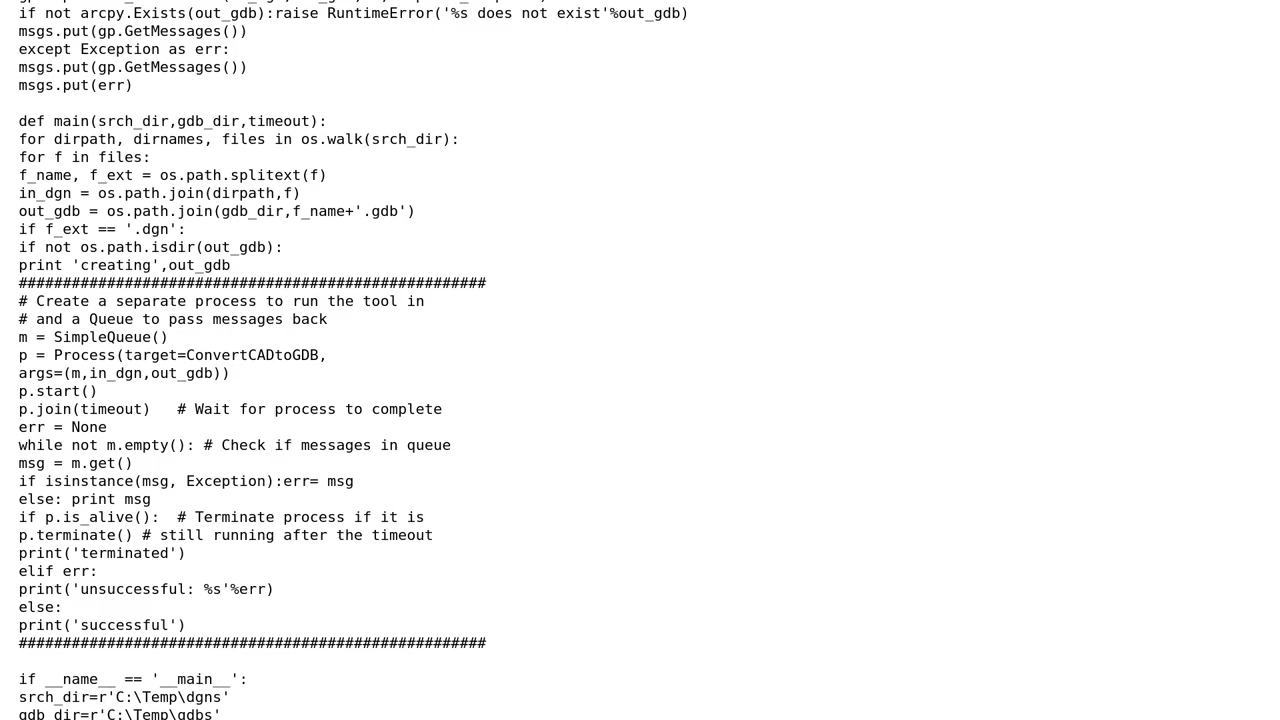 if not arcpy.Exists(out_gdb):raise RuntimeError('%s does not exist'%out_gdb)
msgs.put(gp.GetMessages())
except Exception as err:
msgs.put(gp.GetMessages())
msgs.put(err)

def main(srch_dir,gdb_dir,timeout):
for dirpath, dirnames, files in os.walk(srch_dir):
for f in files:
f_name, f_ext = os.path.splitext(f)
in_dgn = os.path.join(dirpath,f)
out_gdb = os.path.join(gdb_dir,f_name+'.gdb')
if f_ext == '.dgn':
if not os.path.isdir(out_gdb):
print 'creating',out_gdb
#####################################################
# Create a separate process to run the tool in
# and a Queue to pass messages back
m = SimpleQueue()
p = Process(target=ConvertCADtoGDB,
args=(m,in_dgn,out_gdb))
p.start()
p.join(timeout)   # Wait for process to complete
err = None
while not m.empty(): # Check if messages in queue
msg = m.get()
if isinstance(msg, Exception):err= msg
else: print msg
if p.is_alive():  # Terminate process if it is
p.terminate() # still running after the timeout
print('terminated')
elif err:
print('unsuccessful: %s'%err)
else:
print('successful')
#####################################################

if __name__ == '__main__':
srch_dir=r'C:\Temp\dgns'
gdb_dir=r'C:\Temp\gdbs'